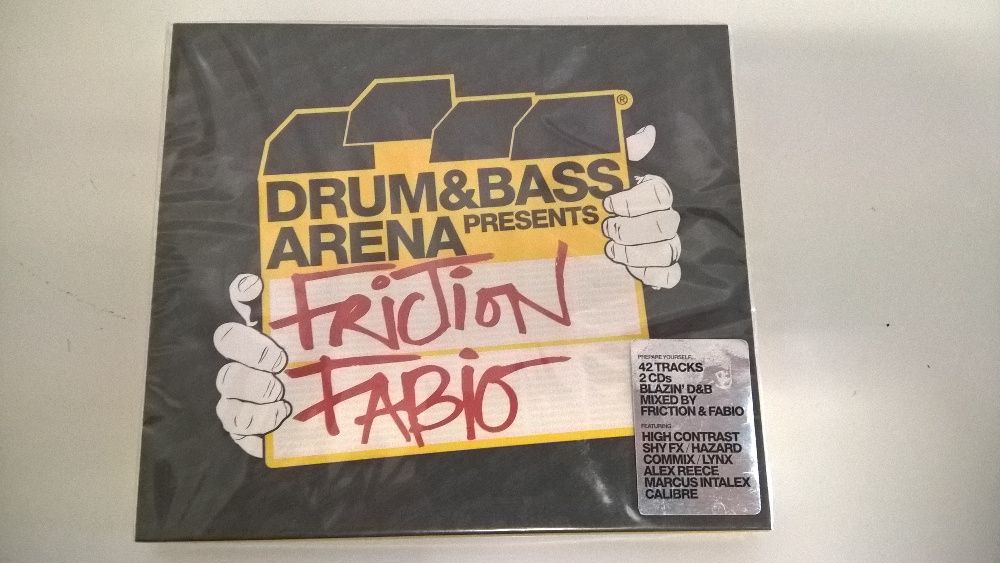 ®
DRUM&BASS
ARENA PRESENTS
FRICTION
FABIO
PREPARE YOURSELF...
42 TRACKS
2 CDs
BLAZIN' D&B
MIXED BY
FRICTION & FABIO
FEATURING
HIGH CONTRAST
SHY FX / HAZARD
COMMIX / LYNX
ALEX REECE
MARCUS INTALEX
CALIBRE